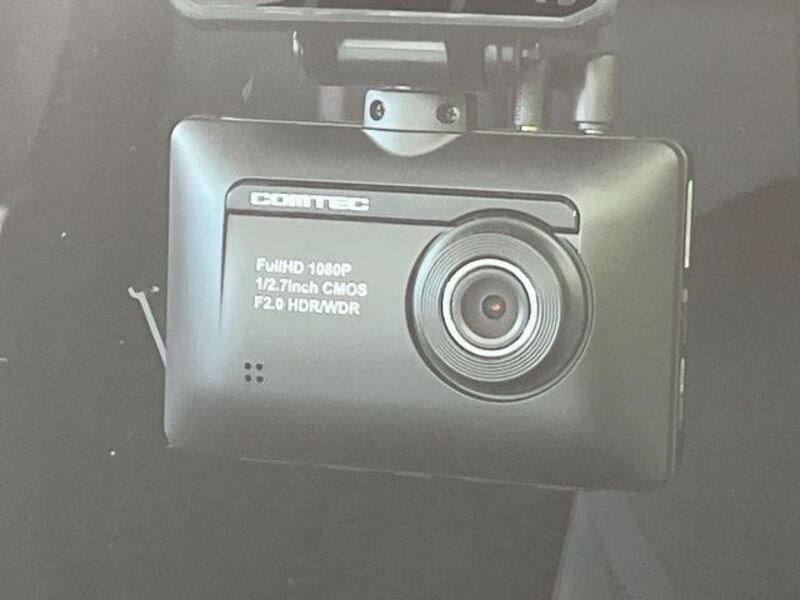 COMTEC
FullHD 1080P
1/2.7inch CMOS
F2.0 HDR/WDR